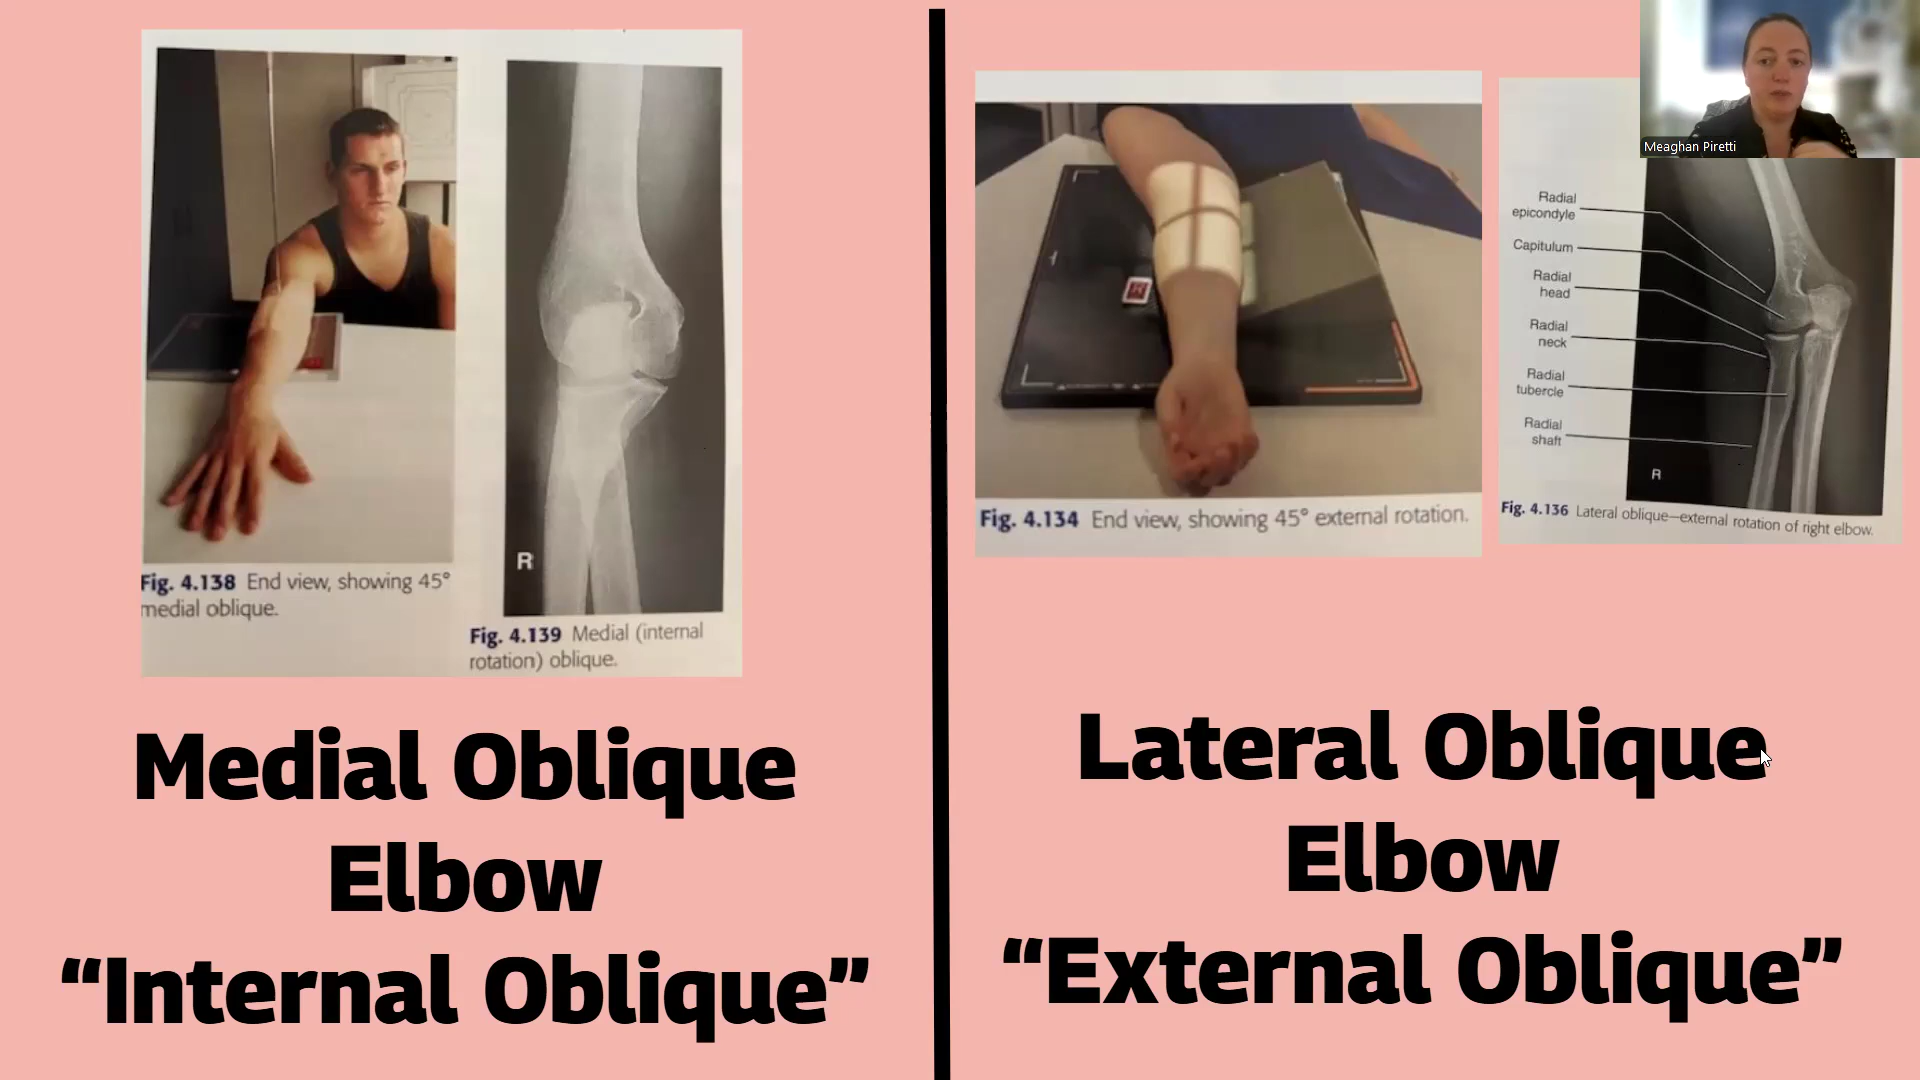 R
Fig. 4.138 End view, showing 45°
medial oblique.
Fig. 4.139 Medial (internal
rotation) oblique.
Medial Oblique
Elbow
“Internal Oblique”
Fig. 4.134 End view, showing 45° external rotation.
Meaghan Piretti
Radial
epicondyle
Capitulum
Radial
head
Radial
neck
Radial
tubercle
Radial
shaft
R
Fig. 4.136 Lateral oblique—external rotation of right elbow.
Lateral Oblique
Elbow
“External Oblique”